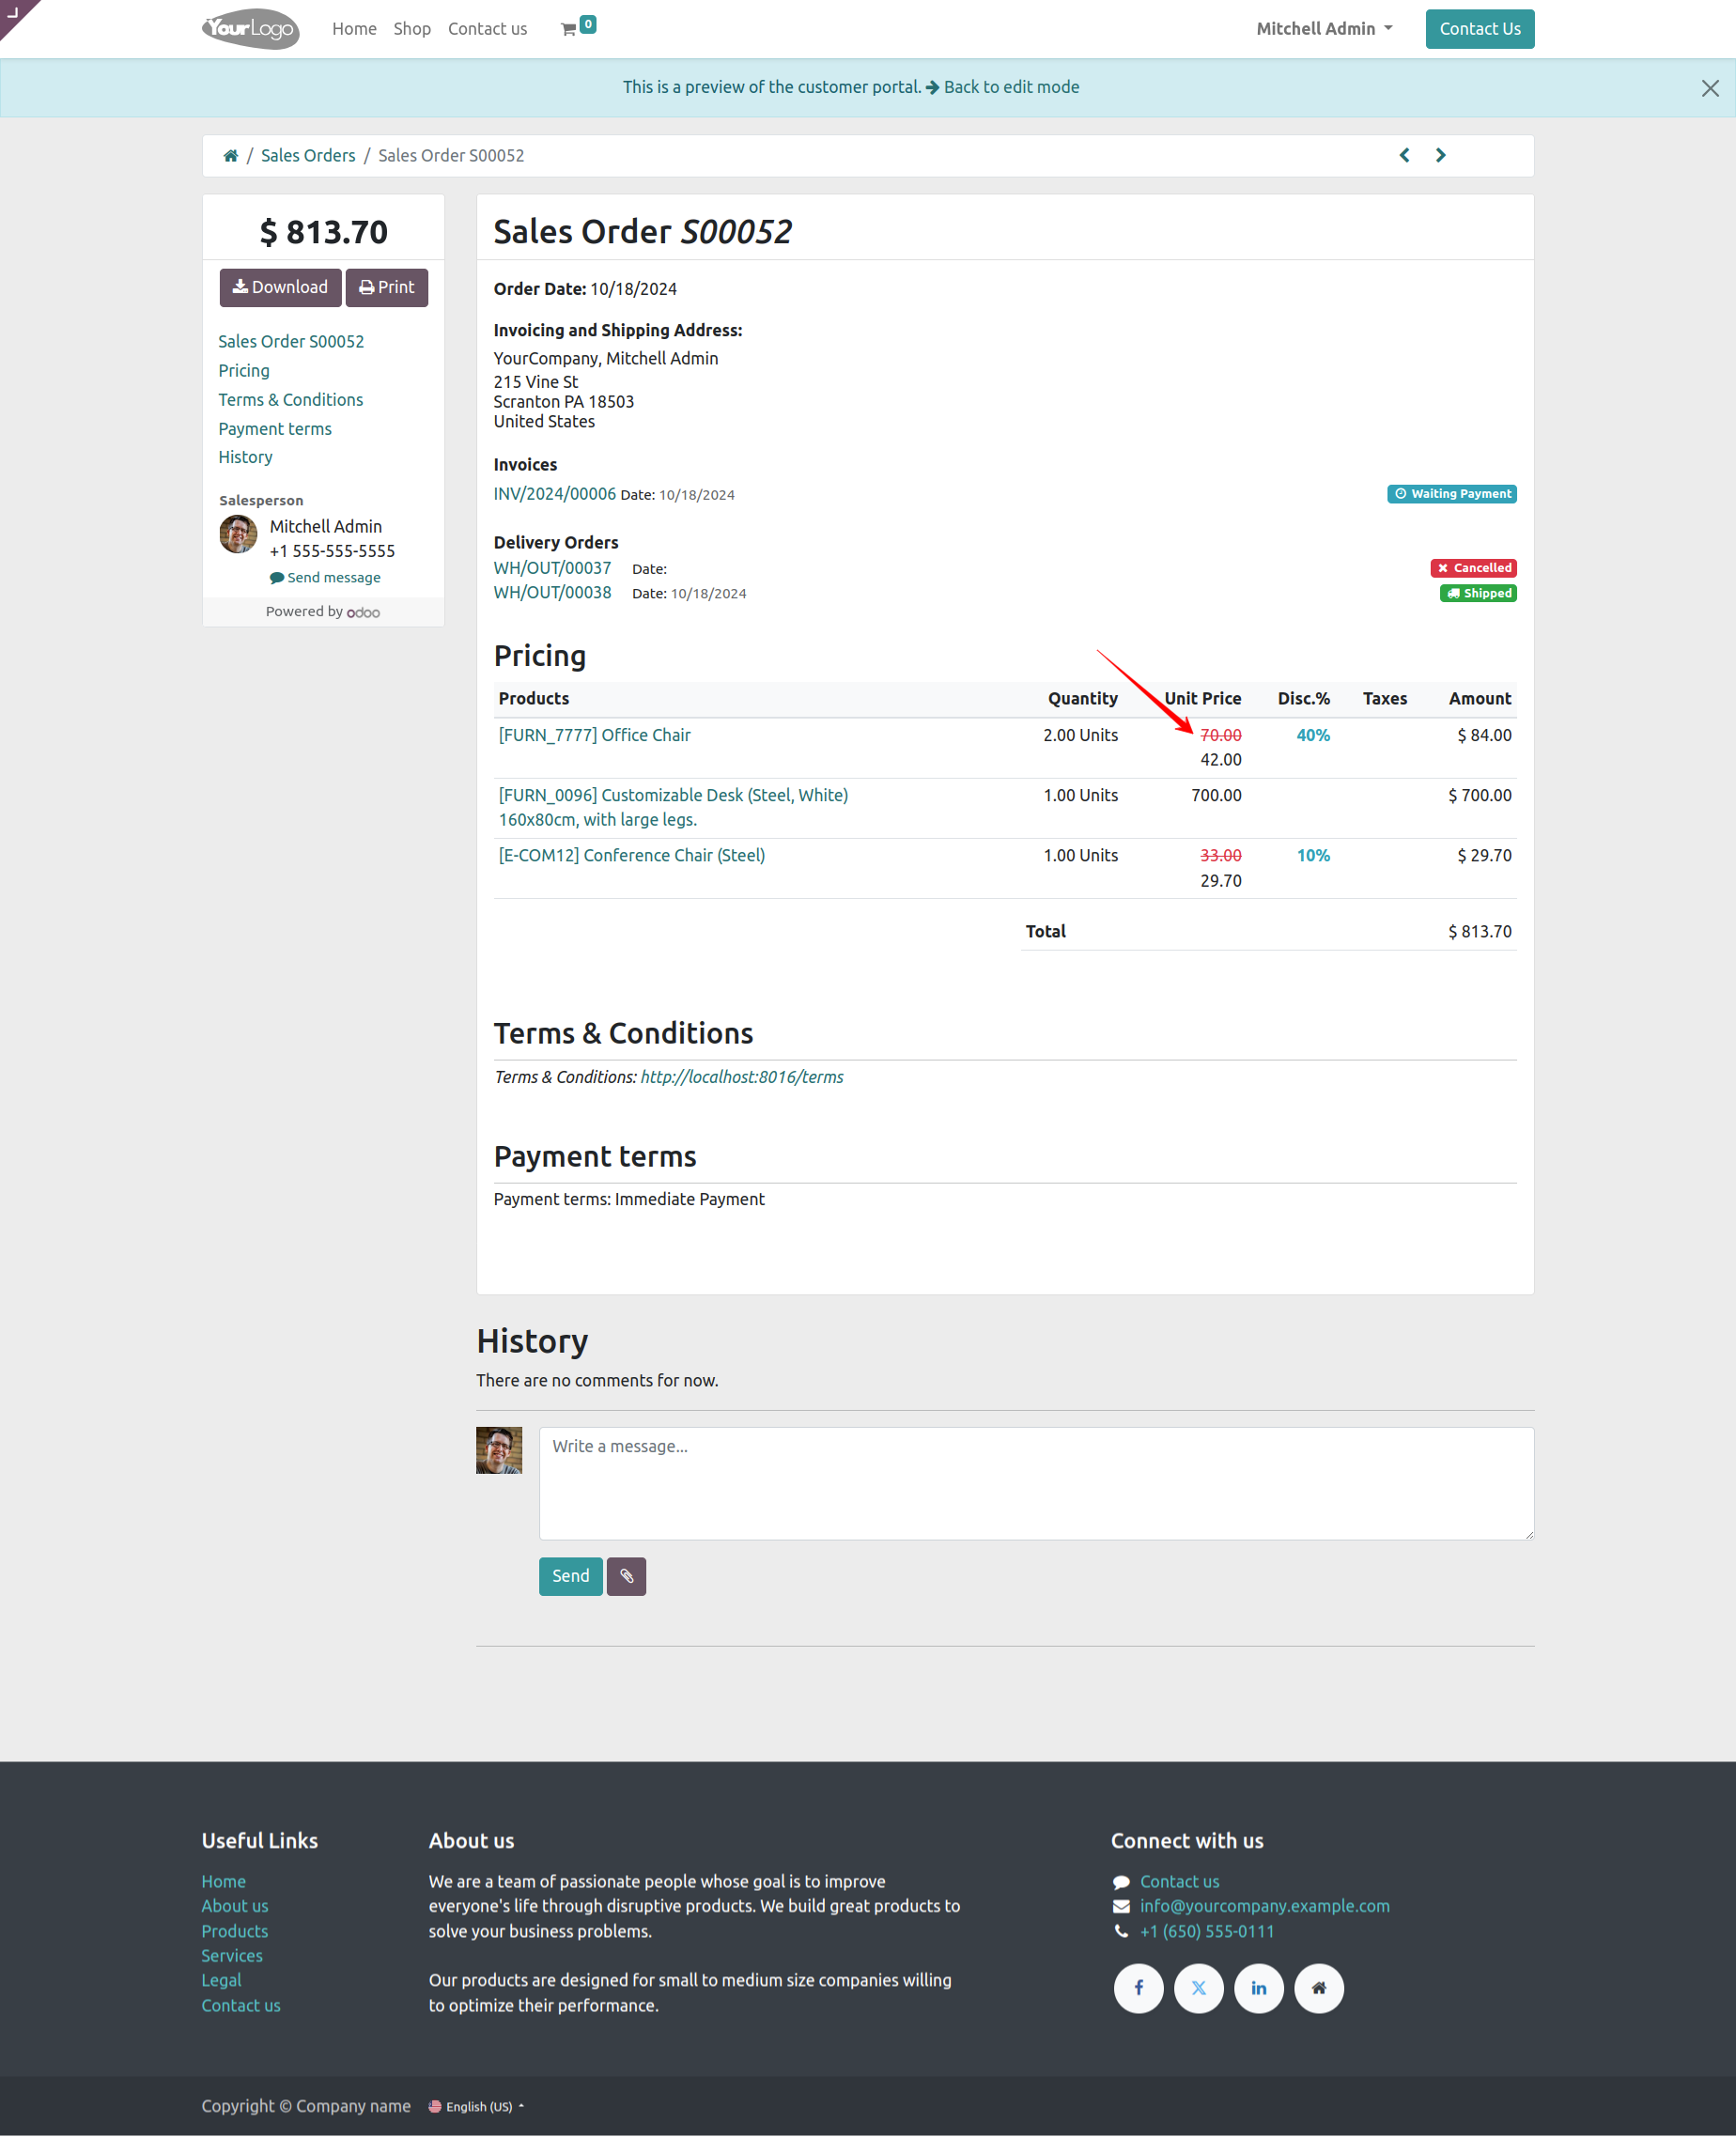 YourLogo Home Shop Contact us 0 Mitchell Admin Contact Us
This is a preview of the customer portal. Back to edit mode
/ Sales Orders / Sales Order S00052
$ 813.70
Download Print
Sales Order S00052
Pricing
Terms & Conditions
Payment terms
History
Salesperson
Mitchell Admin
+1 555-555-5555
Send message
Powered by odoo
Sales Order S00052
Order Date: 10/18/2024
Invoicing and Shipping Address:
YourCompany, Mitchell Admin
215 Vine St
Scranton PA 18503
United States
Invoices
INV/2024/00006 Date: 10/18/2024 Waiting Payment
Delivery Orders
WH/OUT/00037 Date: Cancelled
WH/OUT/00038 Date: 10/18/2024 Shipped
Pricing
Products Quantity Unit Price Disc.% Taxes Amount
[FURN_7777] Office Chair 2.00 Units 70.00 40% $ 84.00
42.00
[FURN_0096] Customizable Desk (Steel, White) 1.00 Units 700.00 $ 700.00
160x80cm, with large legs.
[E-COM12] Conference Chair (Steel) 1.00 Units 33.00 10% $ 29.70
29.70
Total $ 813.70
Terms & Conditions
Terms & Conditions: http://localhost:8016/terms
Payment terms
Payment terms: Immediate Payment
History
There are no comments for now.
Write a message...
Send
Useful Links
Home
About us
Products
Services
Legal
Contact us
About us
We are a team of passionate people whose goal is to improve
everyone's life through disruptive products. We build great products to
solve your business problems.
Our products are designed for small to medium size companies willing
to optimize their performance.
Connect with us
Contact us
info@yourcompany.example.com
+1 (650) 555-0111
Copyright © Company name English (US)